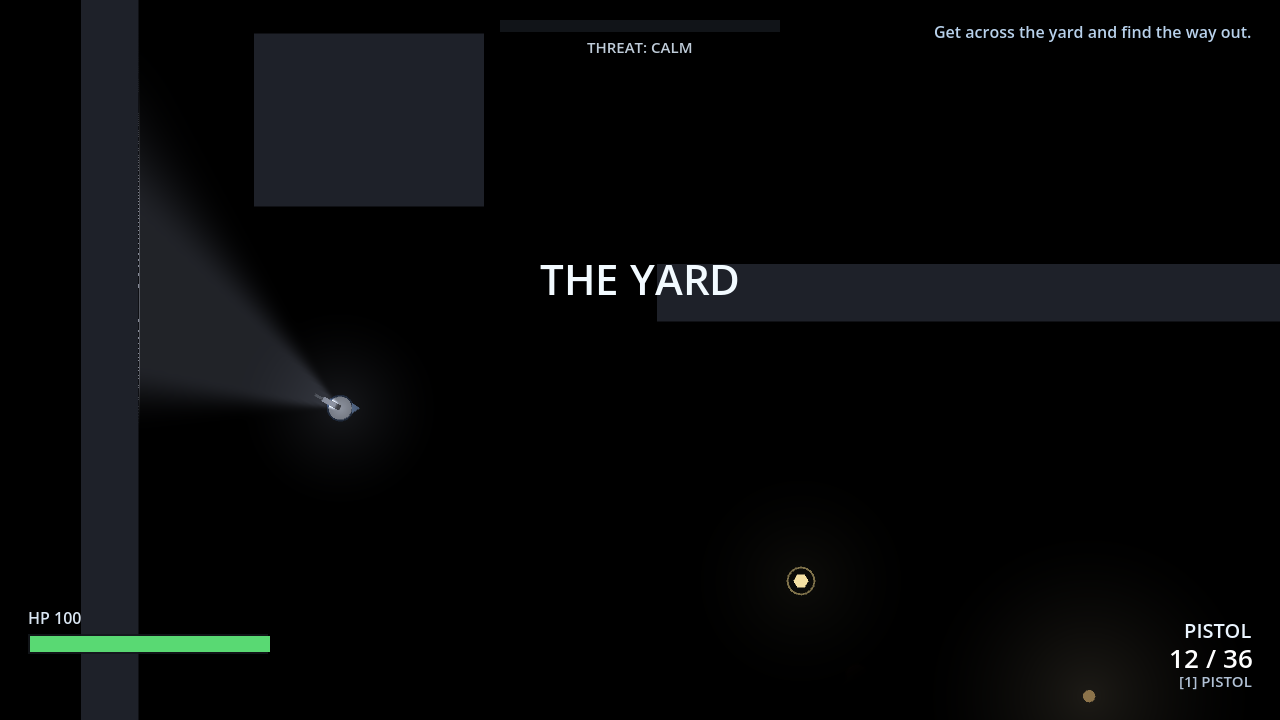 Get across the yard and find the way out.
THREAT: CALM
THE YARD
HP 100
PISTOL
12 / 36
[1] PISTOL